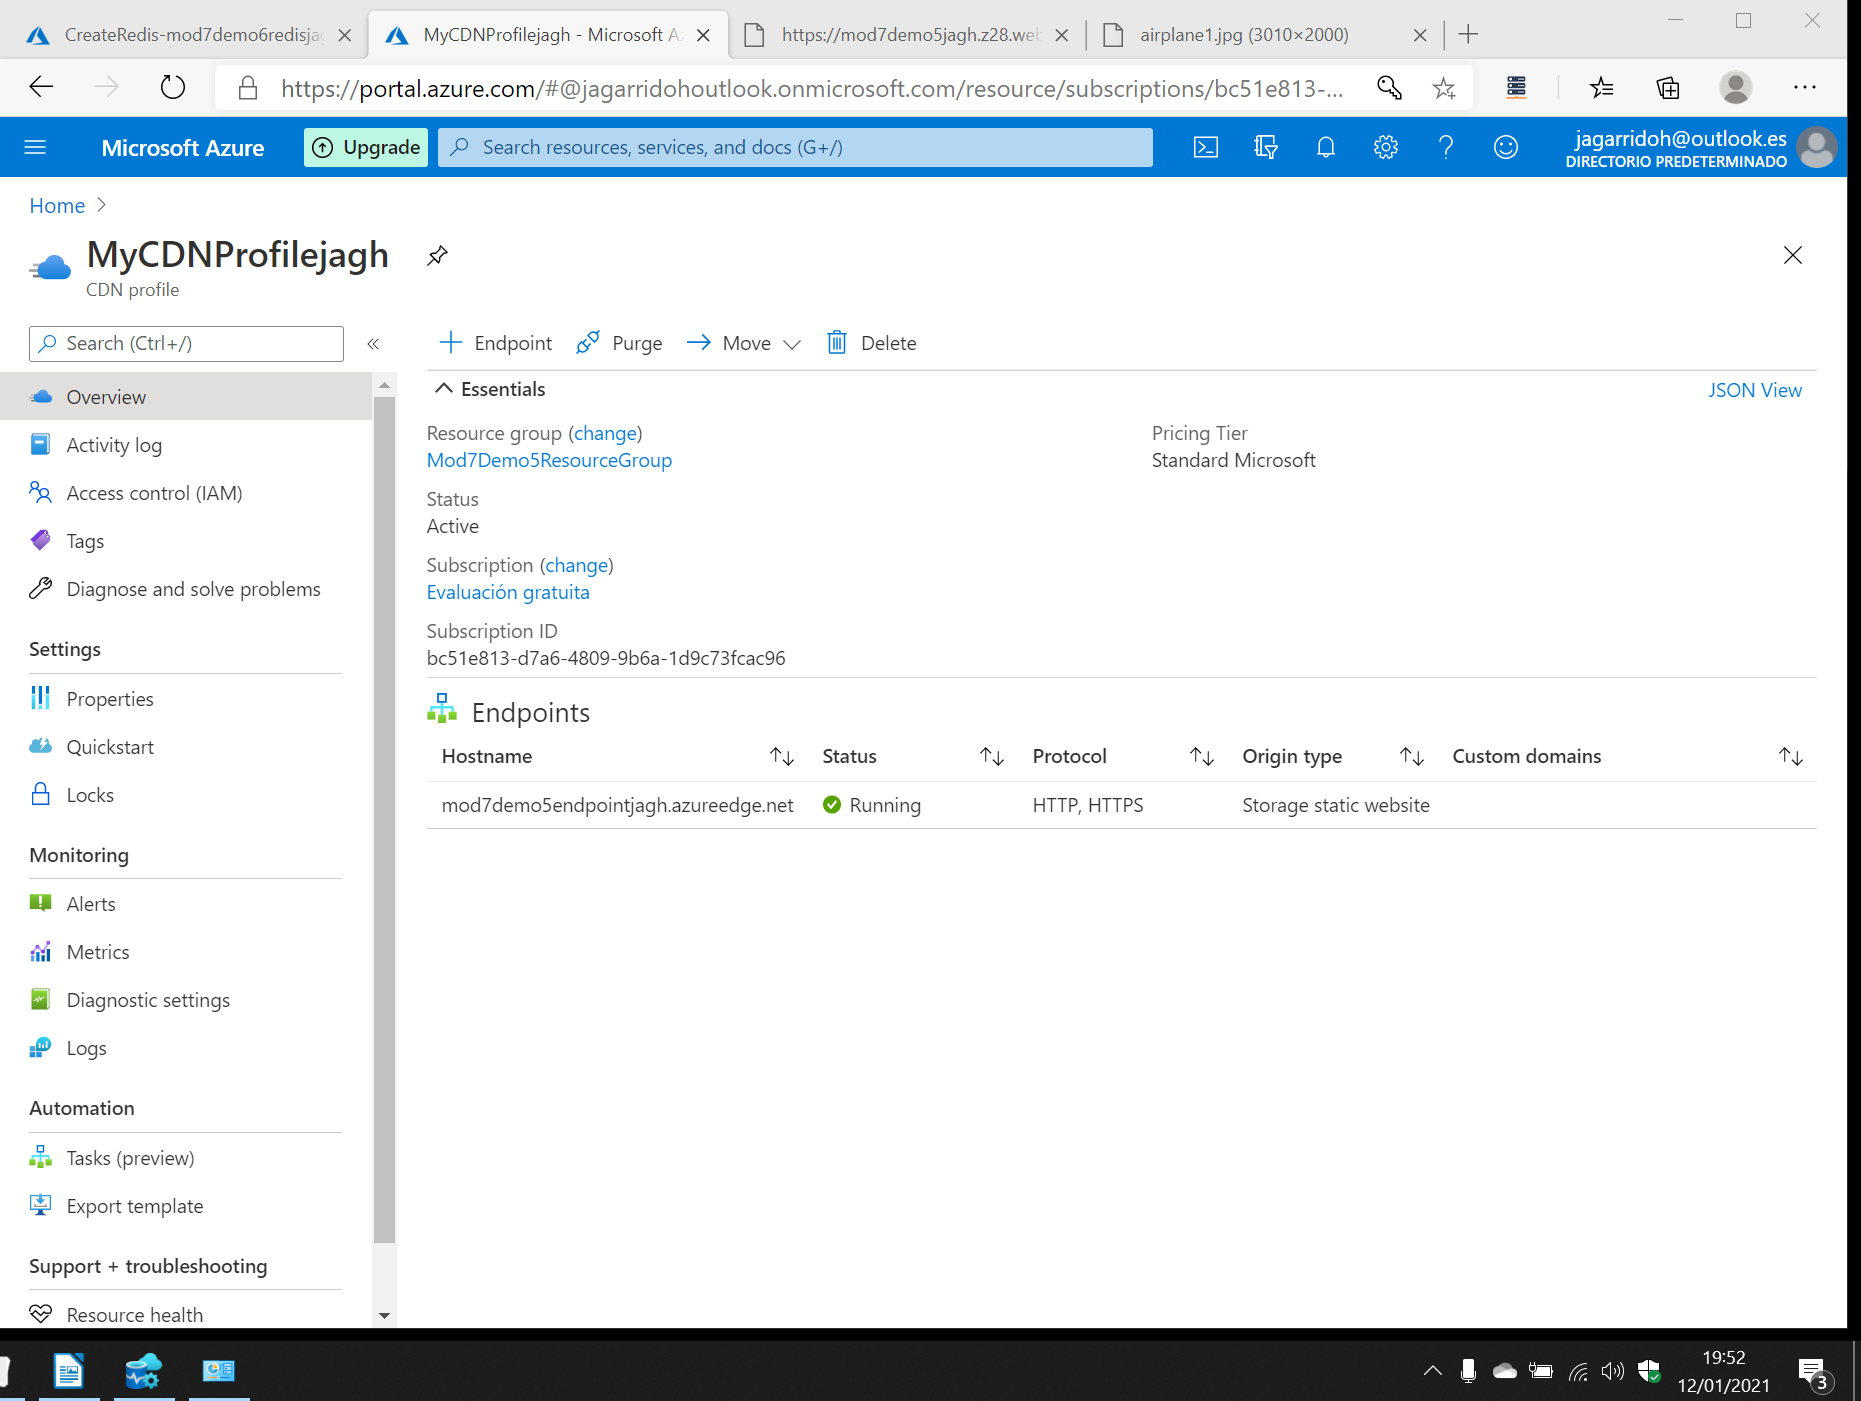 CreateRedis-mod7demo6redisjag
MyCDNProfilejagh - Microsoft A
https://mod7demo5jagh.z28.web
airplane1.jpg (3010×2000)
https://portal.azure.com/#@jagarridohoutlook.onmicrosoft.com/resource/subscriptions/bc51e813-...
Microsoft Azure
Upgrade
Search resources, services, and docs (G+/)
jagarridoh@outlook.es
DIRECTORIO PREDETERMINADO
Home
MyCDNProfilejagh
CDN profile
Search (Ctrl+/)
Endpoint
Purge
Move
Delete
Overview
Activity log
Access control (IAM)
Tags
Diagnose and solve problems
Settings
Properties
Quickstart
Locks
Monitoring
Alerts
Metrics
Diagnostic settings
Logs
Automation
Tasks (preview)
Export template
Support + troubleshooting
Resource health
Essentials
JSON View
Resource group (change)
Mod7Demo5ResourceGroup
Pricing Tier
Standard Microsoft
Status
Active
Subscription (change)
Evaluación gratuita
Subscription ID
bc51e813-d7a6-4809-9b6a-1d9c73fcac96
Endpoints
Hostname Status Protocol Origin type Custom domains
mod7demo5endpointjagh.azureedge.net Running HTTP, HTTPS Storage static website
19:52
12/01/2021
3